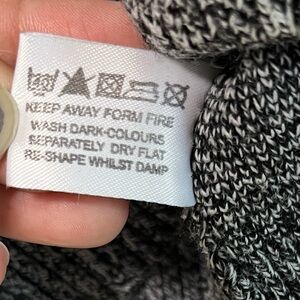 KEEP AWAY FORM FIRE
WASH DARK-COLOURS
SEPARATELY DRY FLAT
RE-SHAPE WHILST DAMP